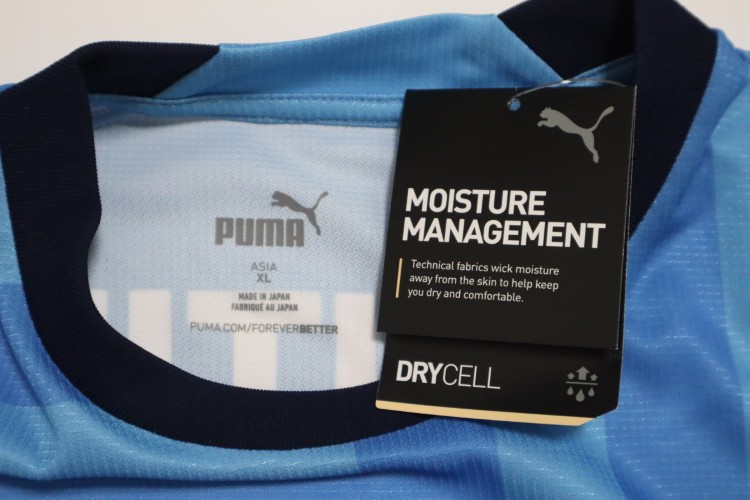 PUMA
ASIA
XL
MADE IN JAPAN
FABRIQUÉ AU JAPON
PUMA.COM/FOREVERBETTER
MOISTURE
MANAGEMENT
Technical fabrics wick moisture
away from the skin to help keep
you dry and comfortable.
DRYCELL